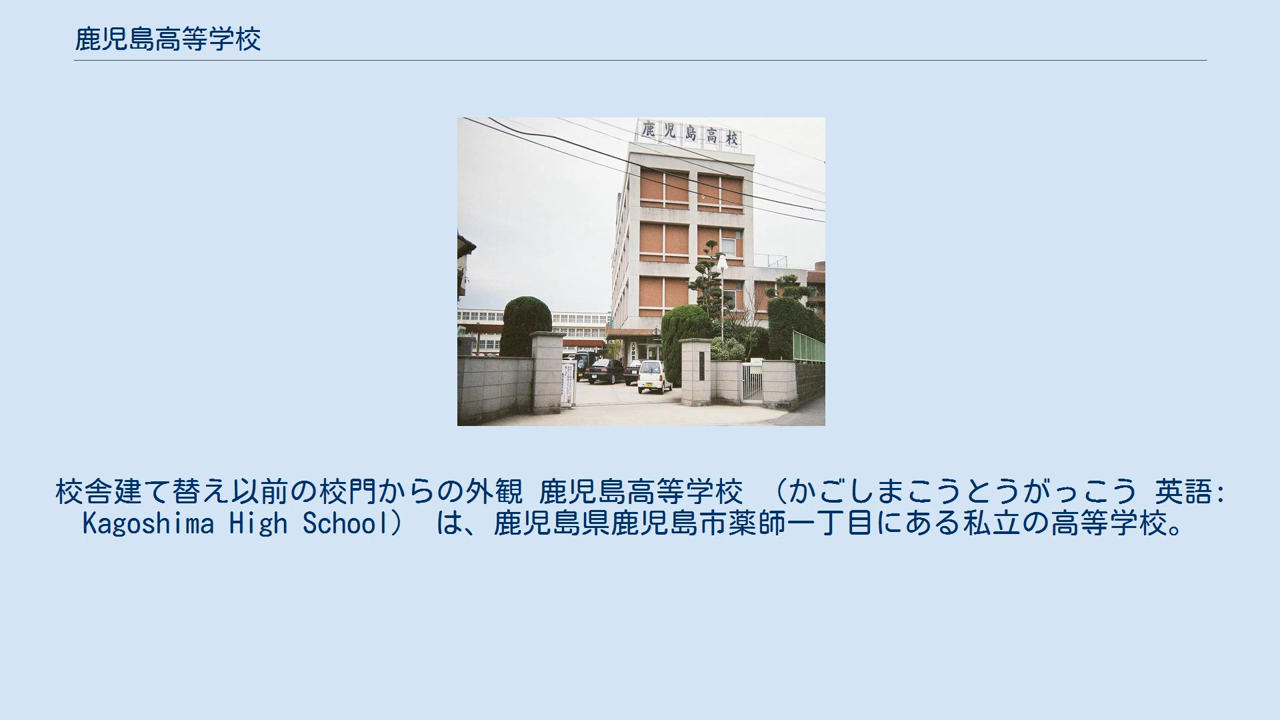 鹿児島高等学校
鹿児島高校
校舎建て替え以前の校門からの外観 鹿児島高等学校 （かごしまこうとうがっこう 英語:
Kagoshima High School） は、鹿児島県鹿児島市薬師一丁目にある私立の高等学校。